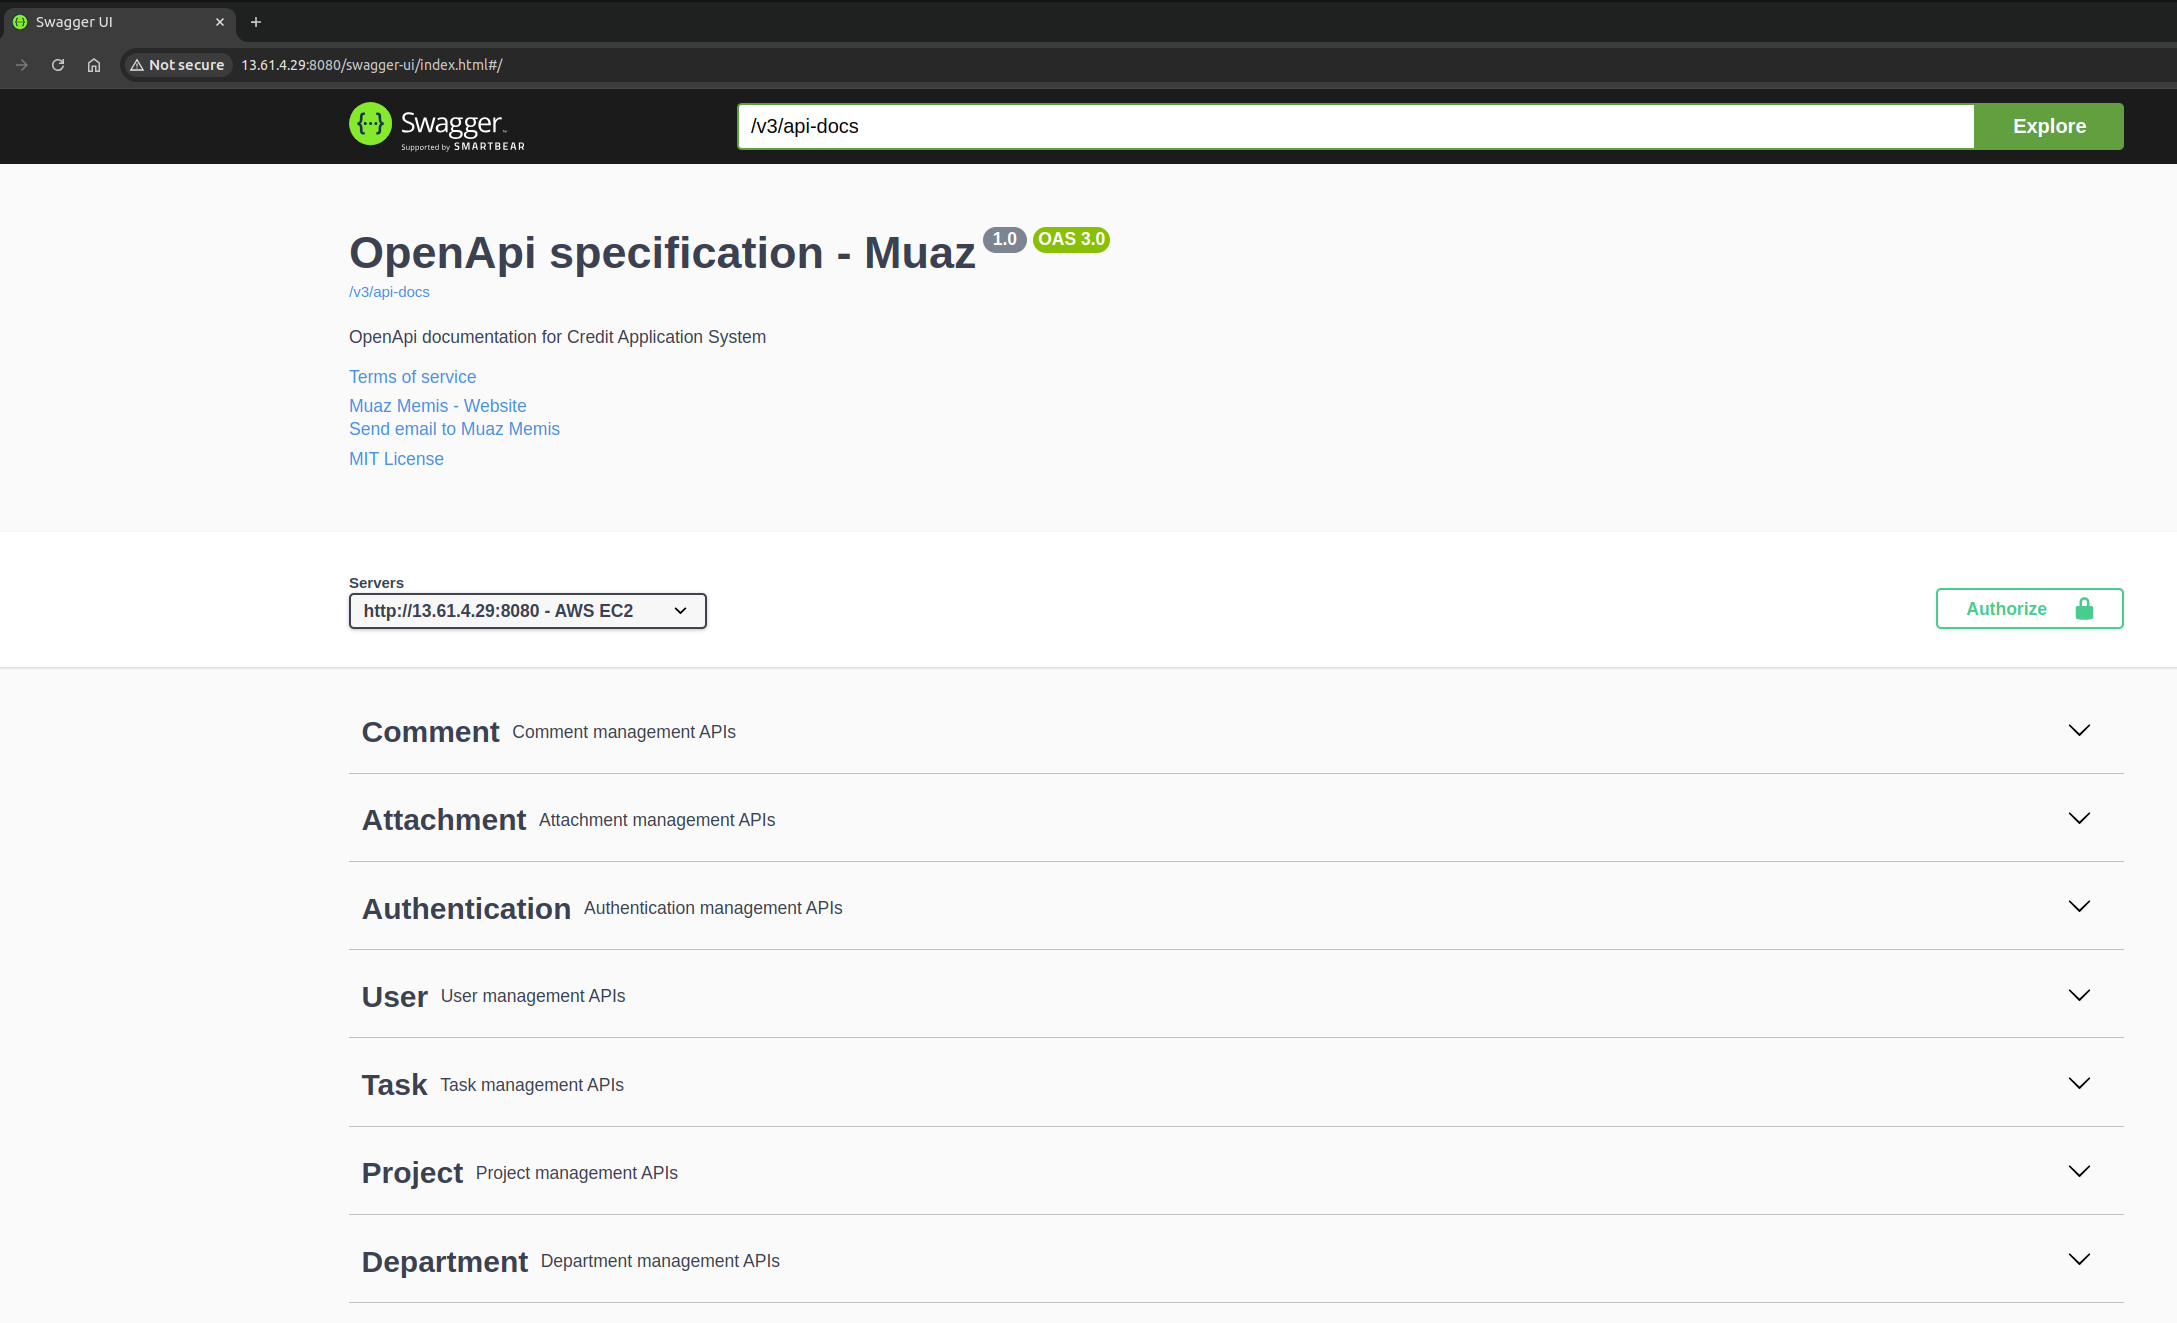 Swagger UI
Not secure 13.61.4.29:8080/swagger-ui/index.html#/
Swagger
Supported by SMARTBEAR
/v3/api-docs
Explore
OpenApi specification - Muaz 1.0 OAS 3.0
/v3/api-docs
OpenApi documentation for Credit Application System
Terms of service
Muaz Memis - Website
Send email to Muaz Memis
MIT License
Servers
http://13.61.4.29:8080 - AWS EC2
Authorize
Comment Comment management APIs
Attachment Attachment management APIs
Authentication Authentication management APIs
User User management APIs
Task Task management APIs
Project Project management APIs
Department Department management APIs